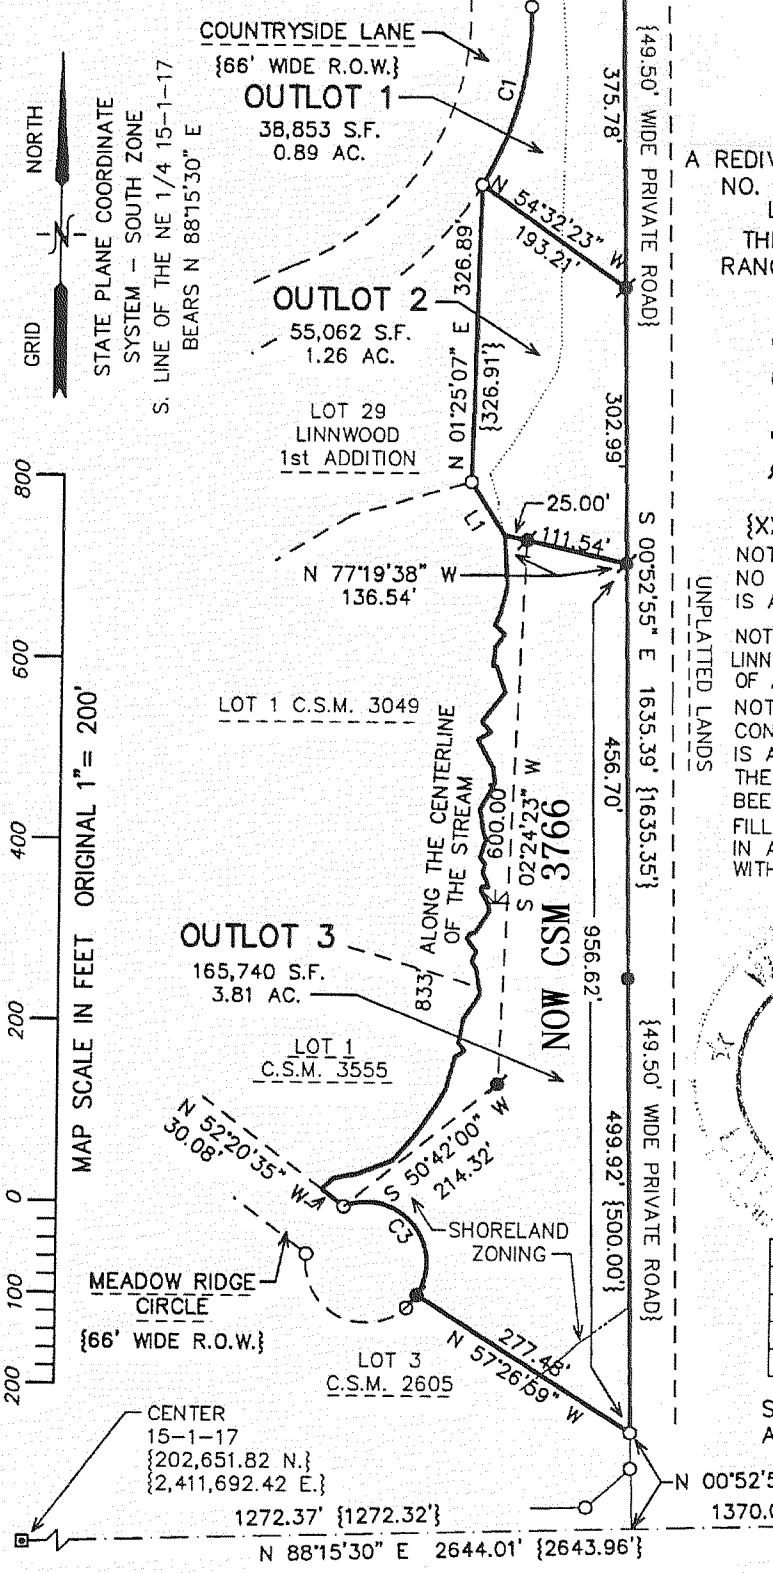 COUNTRYSIDE LANE
{66' WIDE R.O.W.}
OUTLOT 1
38,853 S.F.
0.89 AC.
C1
375.78'
{49.50' WIDE PRIVATE ROAD}
NORTH
GRID
N
STATE PLANE COORDINATE
SYSTEM – SOUTH ZONE
S. LINE OF THE NE 1/4 15–1–17
BEARS N 88°15'30" E
N 54°32'23" W
193.21'
OUTLOT 2
55,062 S.F.
1.26 AC.
N 01°25'07" E 326.89'
{326.91'}
302.99'
LOT 29
LINNWOOD
1st ADDITION
L1
25.00'
111.54'
N 77°19'38" W
136.54'
S 00°52'55" E 1635.39' {1635.35'}
UNPLATTED LANDS
LOT 1 C.S.M. 3049
833' ALONG THE CENTERLINE
OF THE STREAM
600.00'
S 02°24'23" W
NOW CSM 3766
456.70'
956.62'
OUTLOT 3
165,740 S.F.
3.81 AC.
LOT 1
C.S.M. 3555
{49.50' WIDE PRIVATE ROAD}
499.92' {500.00'}
N 52°20'35" W
30.08'
S 50°42'00" W
214.32'
C3
SHORELAND
ZONING
MEADOW RIDGE
CIRCLE
{66' WIDE R.O.W.}
277.48'
N 57°26'59" W
LOT 3
C.S.M. 2605
CENTER
15–1–17
{202,651.82 N.}
{2,411,692.42 E.}
1272.37' {1272.32'}
N 88°15'30" E 2644.01' {2643.96'}
N 00°52'5
1370.0
MAP SCALE IN FEET ORIGINAL 1"= 200'
800
600
400
200
0
100
200
A REDIV
NO.
L
TH
RANG
{X
NOT
NO
IS A
NOT
LINN
OF
NOT
CON
IS A
THE
BEE
FILL
IN A
WITH
S
A